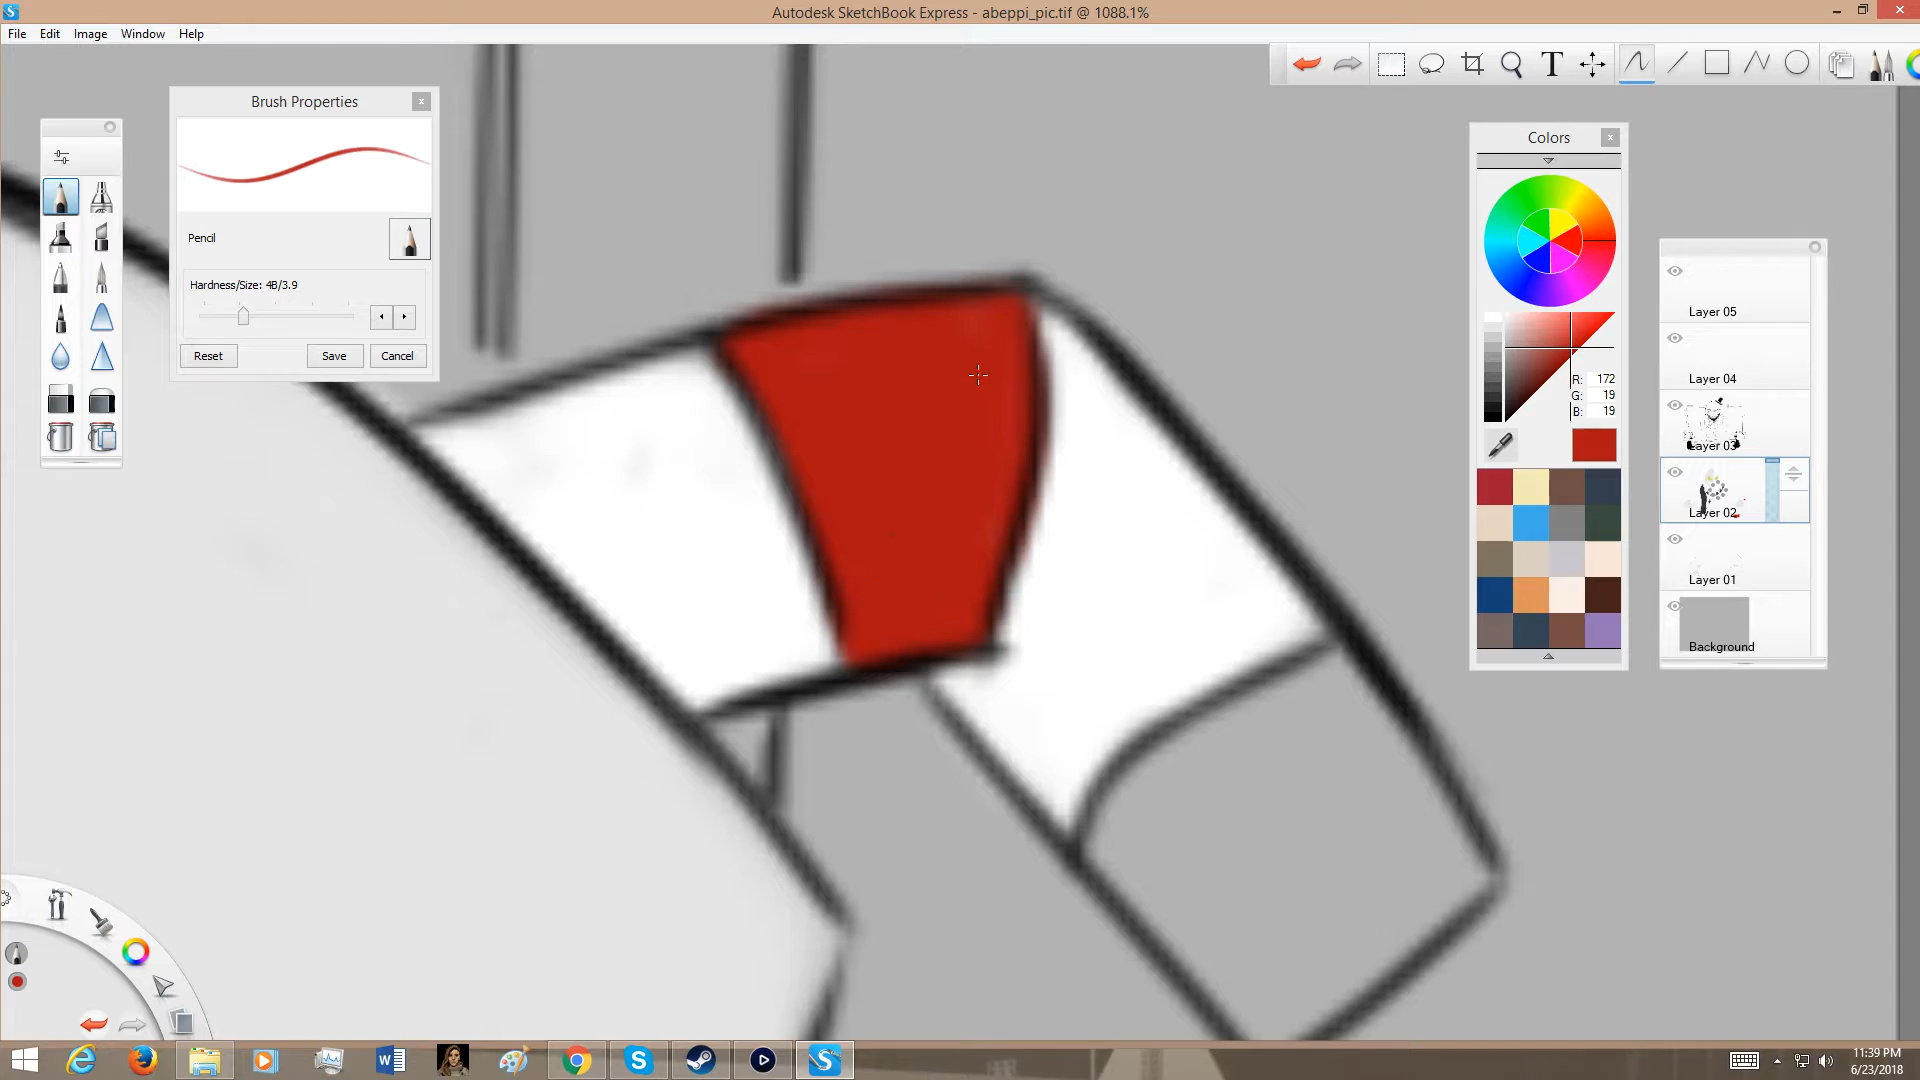 Autodesk SketchBook Express - abeppi_pic.tif @ 1088.1%
File Edit Image Window Help
T
Brush Properties
Pencil
Hardness/Size: 4B/3.9
Reset Save Cancel
Colors
R: 172
G: 19
B: 19
Layer 05
Layer 04
Layer 03
Layer 02
Layer 01
Background
11:39 PM
6/23/2018